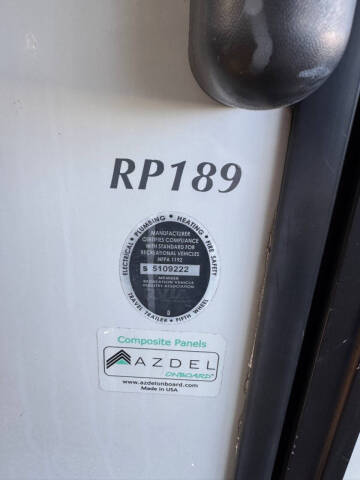 RP189
ELECTRICAL • PLUMBING • HEATING • FIRE SAFETY
MANUFACTURER
CERTIFIES COMPLIANCE
WITH STANDARD FOR
RECREATIONAL VEHICLES
NFPA 1192
S 5109222
MEMBER
RECREATION VEHICLE
INDUSTRY ASSOCIATION
TRAVEL TRAILER • FIFTH WHEEL
Composite Panels
AZDEL
ONBOARD®
www.azdelonboard.com
Made in USA